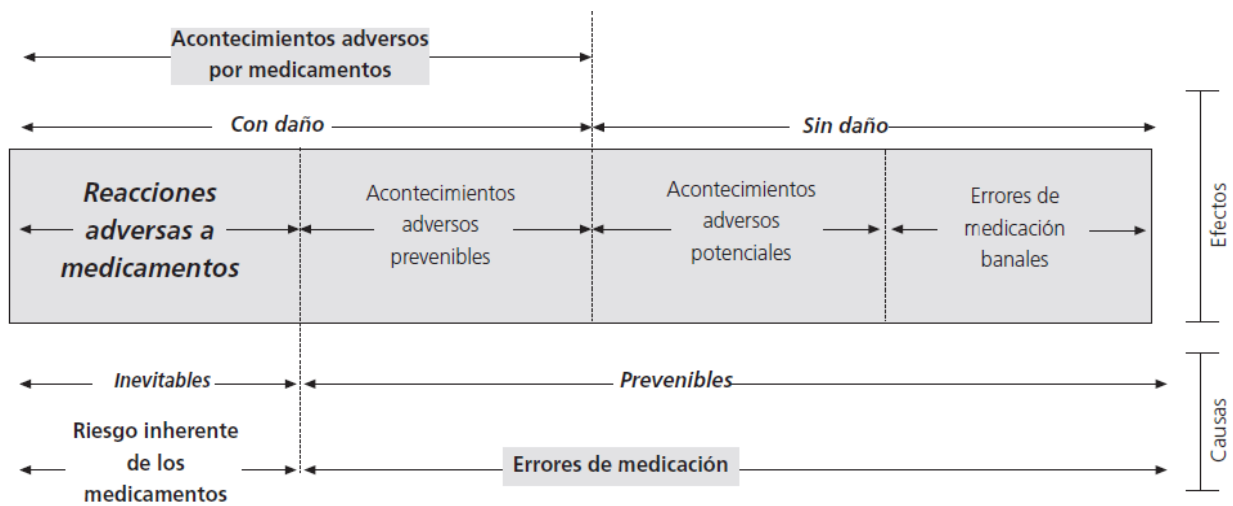 Acontecimientos adversos
por medicamentos
Con daño
Sin daño
Reacciones
adversas a
medicamentos
Acontecimientos
adversos
prevenibles
Acontecimientos
adversos
potenciales
Errores de
medicación
banales
Efectos
Inevitables
Prevenibles
Riesgo inherente
de los
medicamentos
Errores de medicación
Causas